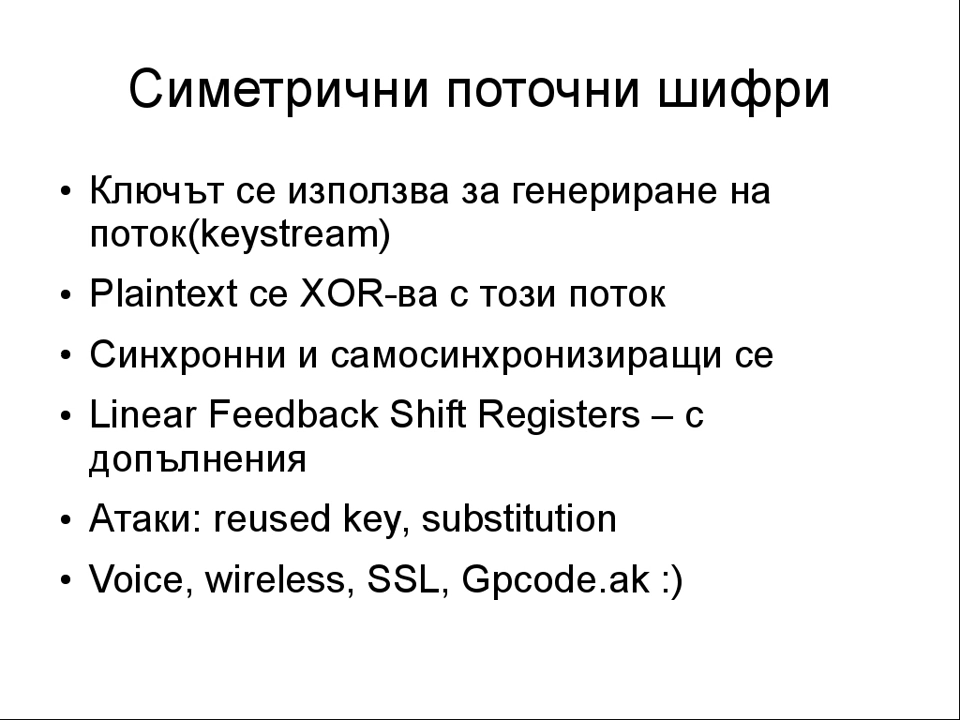 Симетрични поточни шифри
• Ключът се използва за генериране на
поток(keystream)
• Plaintext се XOR-ва с този поток
• Синхронни и самосинхронизиращи се
• Linear Feedback Shift Registers – с
допълнения
• Атаки: reused key, substitution
• Voice, wireless, SSL, Gpcode.ak :)